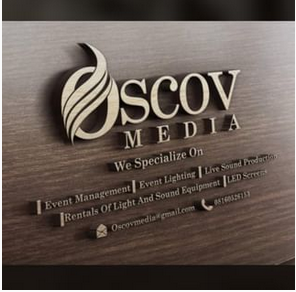 Oscov
MEDIA
We Specialize On
Event Management Event Lighting Live Sound Production
Rentals Of Light And Sound Equipment LED Screens
Oscovmedia@gmail.com